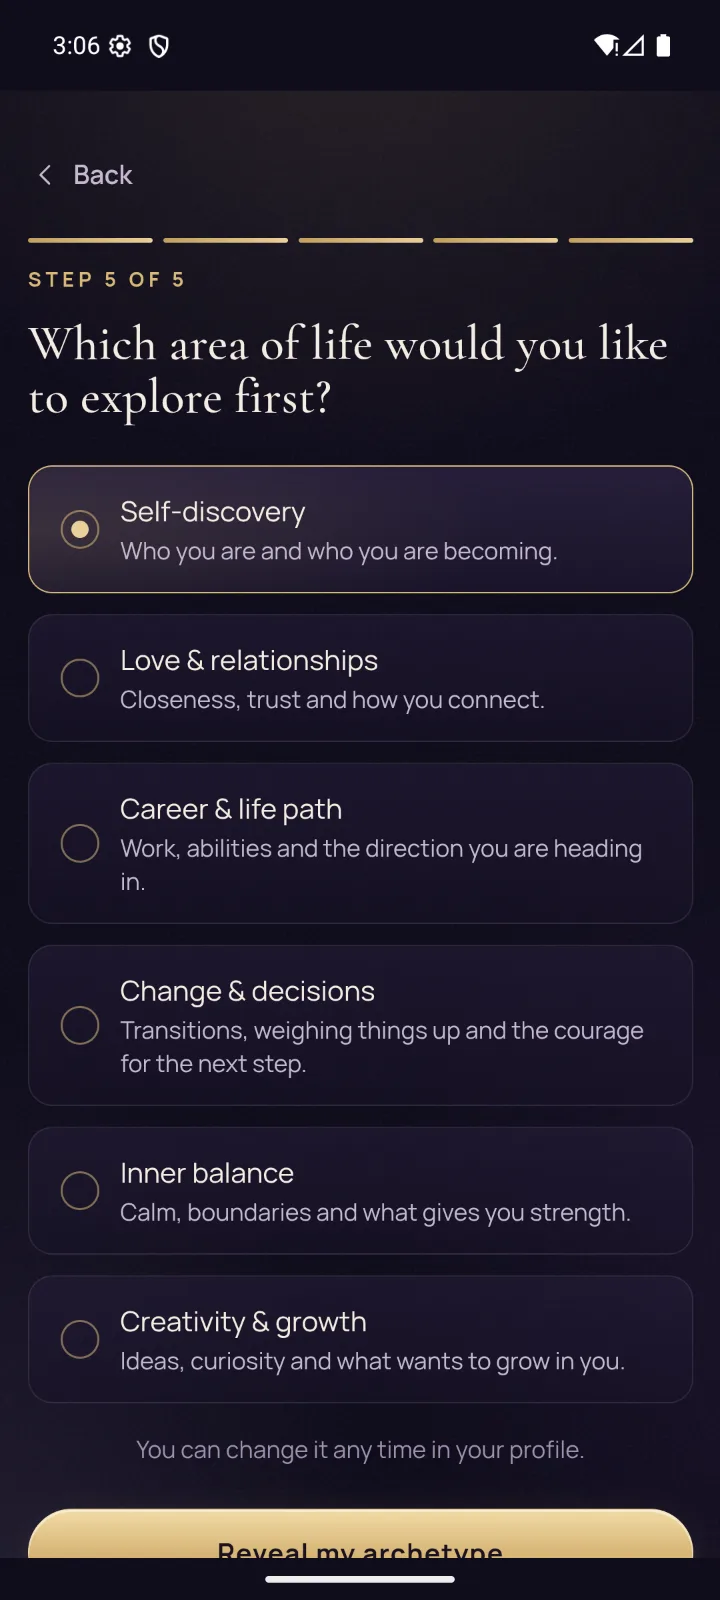 3:06
Back
STEP 5 OF 5
Which area of life would you like
to explore first?
Self-discovery
Who you are and who you are becoming.
Love & relationships
Closeness, trust and how you connect.
Career & life path
Work, abilities and the direction you are heading
in.
Change & decisions
Transitions, weighing things up and the courage
for the next step.
Inner balance
Calm, boundaries and what gives you strength.
Creativity & growth
Ideas, curiosity and what wants to grow in you.
You can change it any time in your profile.
Reveal my archetype